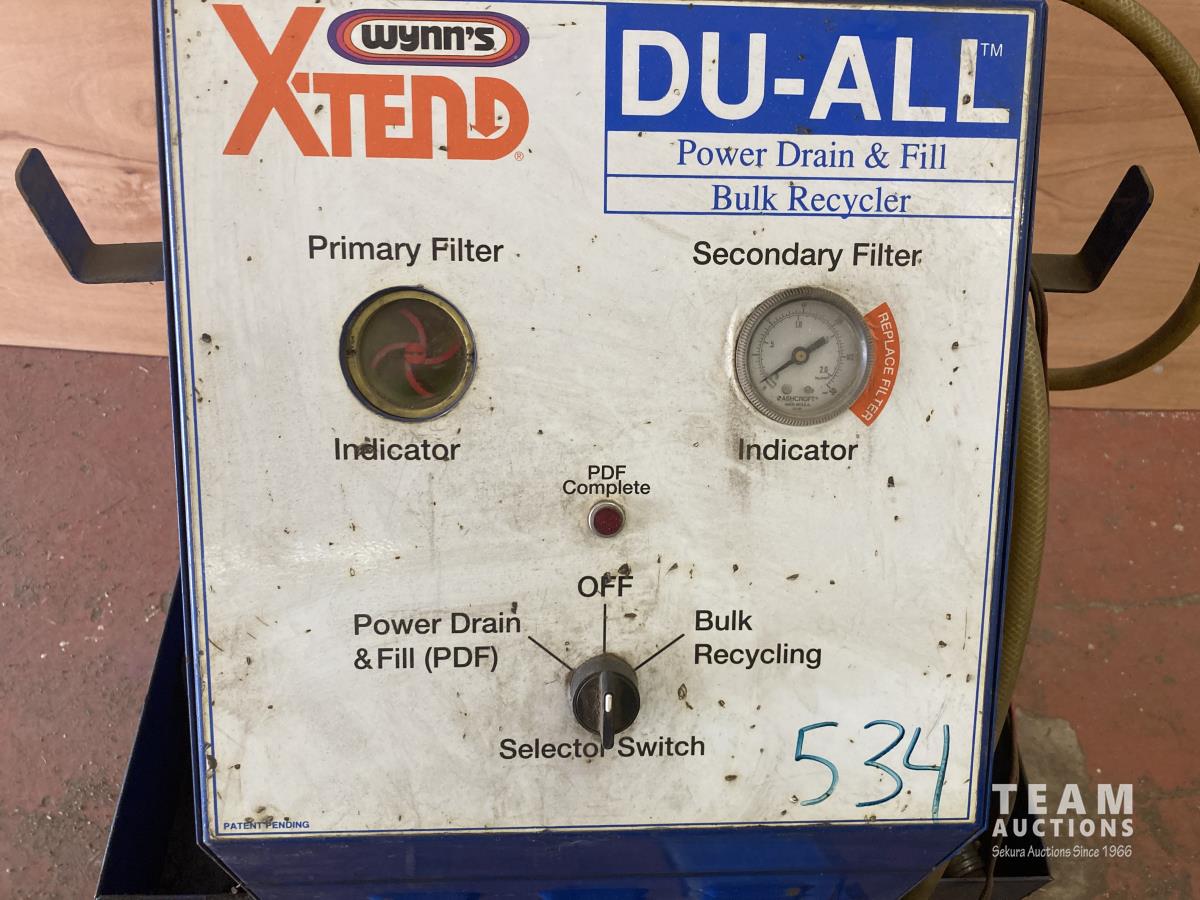 Wynn's
X-TEND®
DU-ALL™
Power Drain & Fill
Bulk Recycler
Primary Filter
Secondary Filter
REPLACE FILTER
ASHCROFT
Indicator
Indicator
PDF
Complete
OFF
Power Drain
& Fill (PDF)
Bulk
Recycling
Selector Switch
534
PATENT PENDING
TEAM
AUCTIONS
Sekura Auctions Since 1966